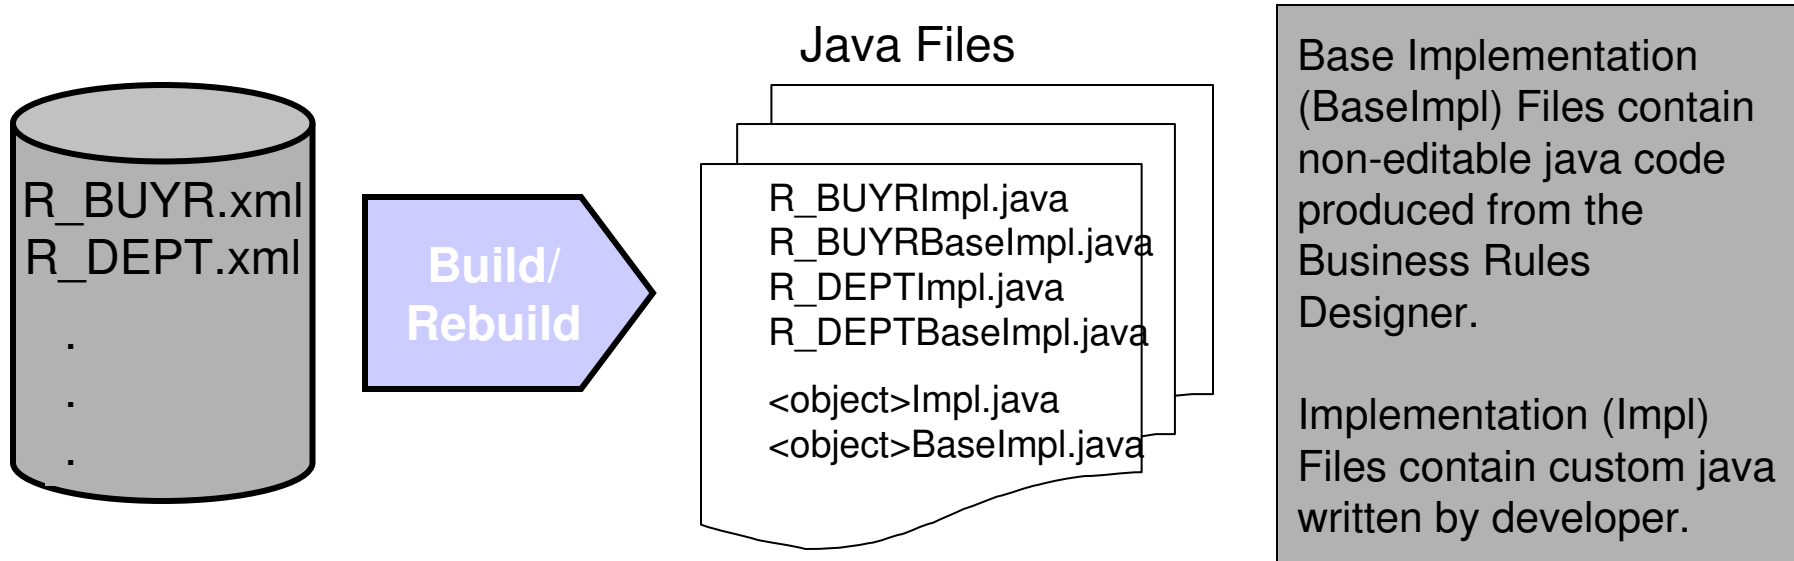 R_BUYR.xml
R_DEPT.xml
.
.
.
Build/
Rebuild
Java Files
R_BUYRImpl.java
R_BUYRBaseImpl.java
R_DEPTImpl.java
R_DEPTBaseImpl.java
<object>Impl.java
<object>BaseImpl.java
Base Implementation
(BaseImpl) Files contain
non-editable java code
produced from the
Business Rules
Designer.
Implementation (Impl)
Files contain custom java
written by developer.